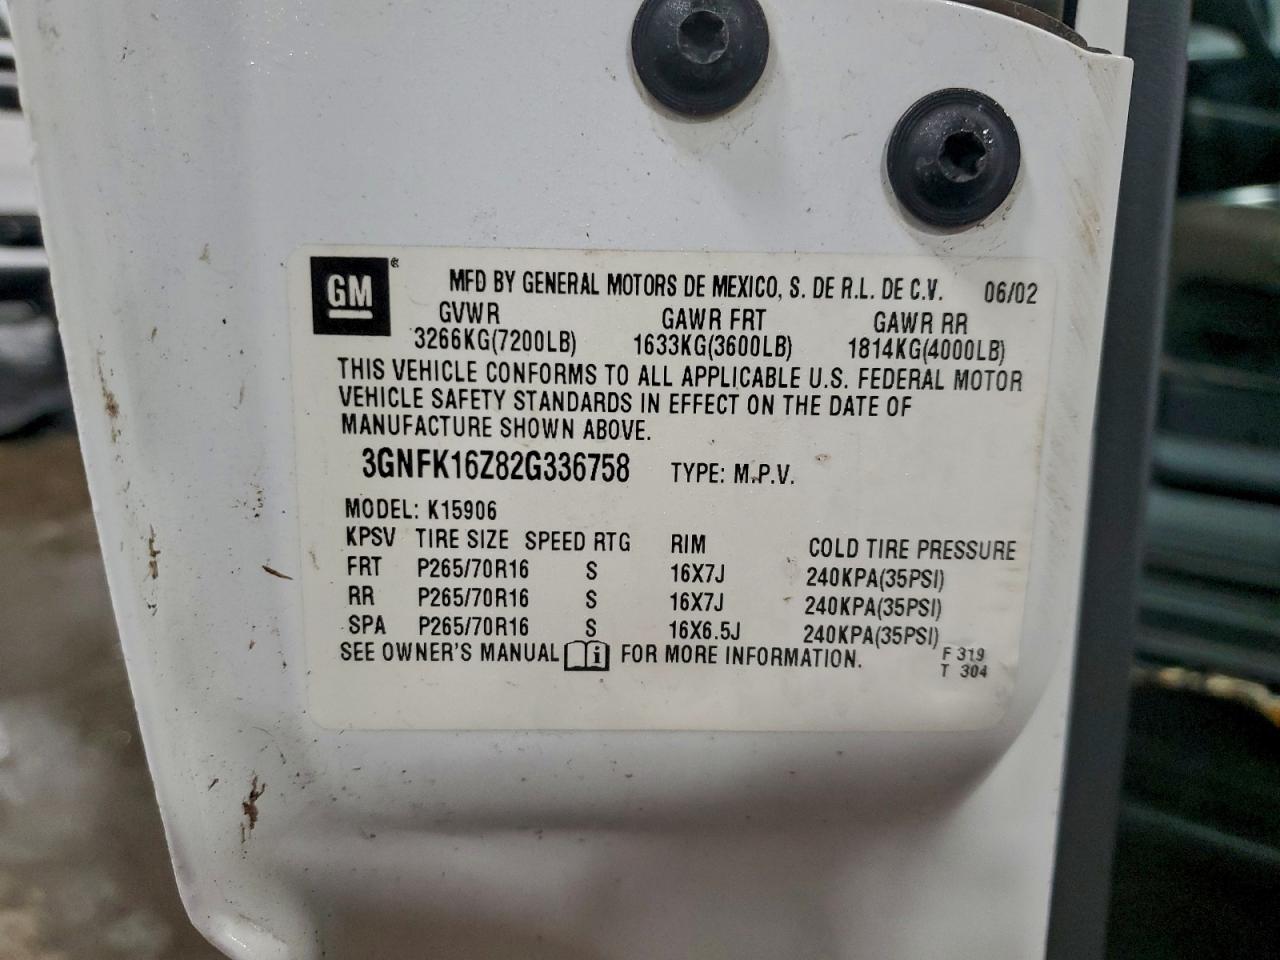 GM
MFD BY GENERAL MOTORS DE MEXICO, S. DE R.L. DE C.V. 06/02
GVWR GAWR FRT GAWR RR
3266KG(7200LB) 1633KG(3600LB) 1814KG(4000LB)
THIS VEHICLE CONFORMS TO ALL APPLICABLE U.S. FEDERAL MOTOR
VEHICLE SAFETY STANDARDS IN EFFECT ON THE DATE OF
MANUFACTURE SHOWN ABOVE.
3GNFK16Z82G336758 TYPE: M.P.V.
MODEL: K15906
KPSV TIRE SIZE SPEED RTG RIM COLD TIRE PRESSURE
FRT P265/70R16 S 16X7J 240KPA(35PSI)
RR P265/70R16 S 16X7J 240KPA(35PSI)
SPA P265/70R16 S 16X6.5J 240KPA(35PSI)
SEE OWNER'S MANUAL i FOR MORE INFORMATION.
F 319
T 304